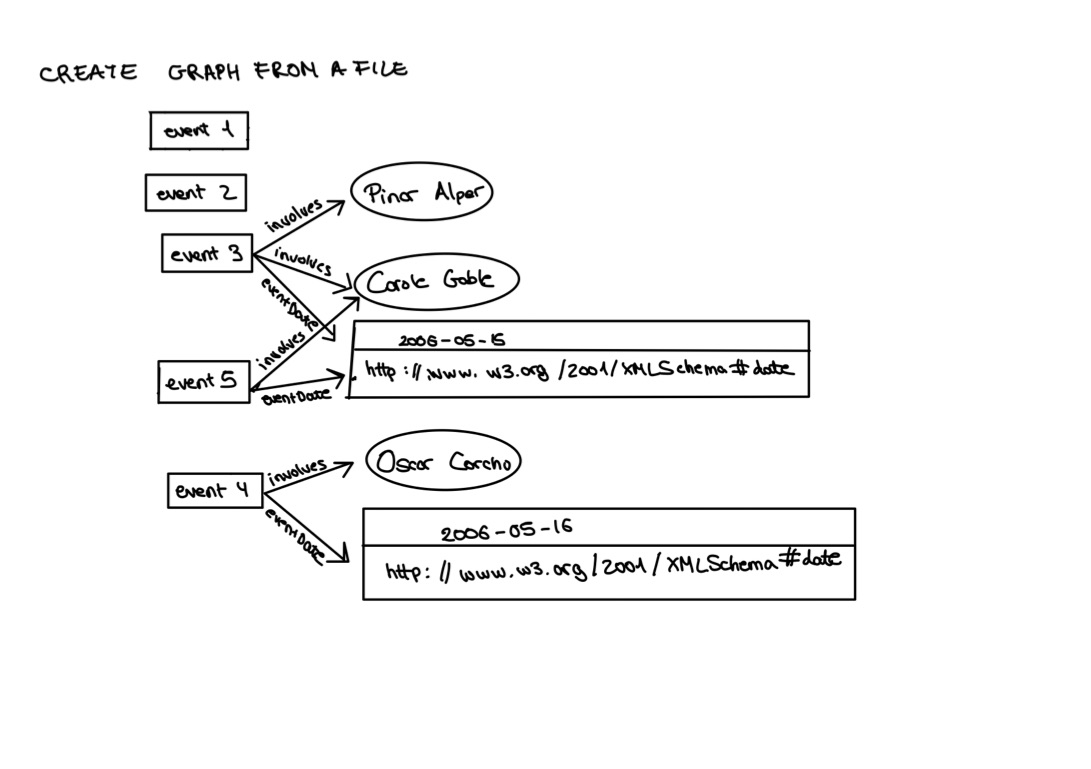 CREATE GRAPH FROM A FILE
event 1
event 2
Pinar Alper
involves
event 3
involves
Carole Goble
eventDate
2006-05-15
involves
http://www.w3.org/2001/XMLSchema#date
event 5
eventDate
Oscar Corcho
involves
event 4
eventDate
2006-05-16
http://www.w3.org/2001/XMLSchema#date